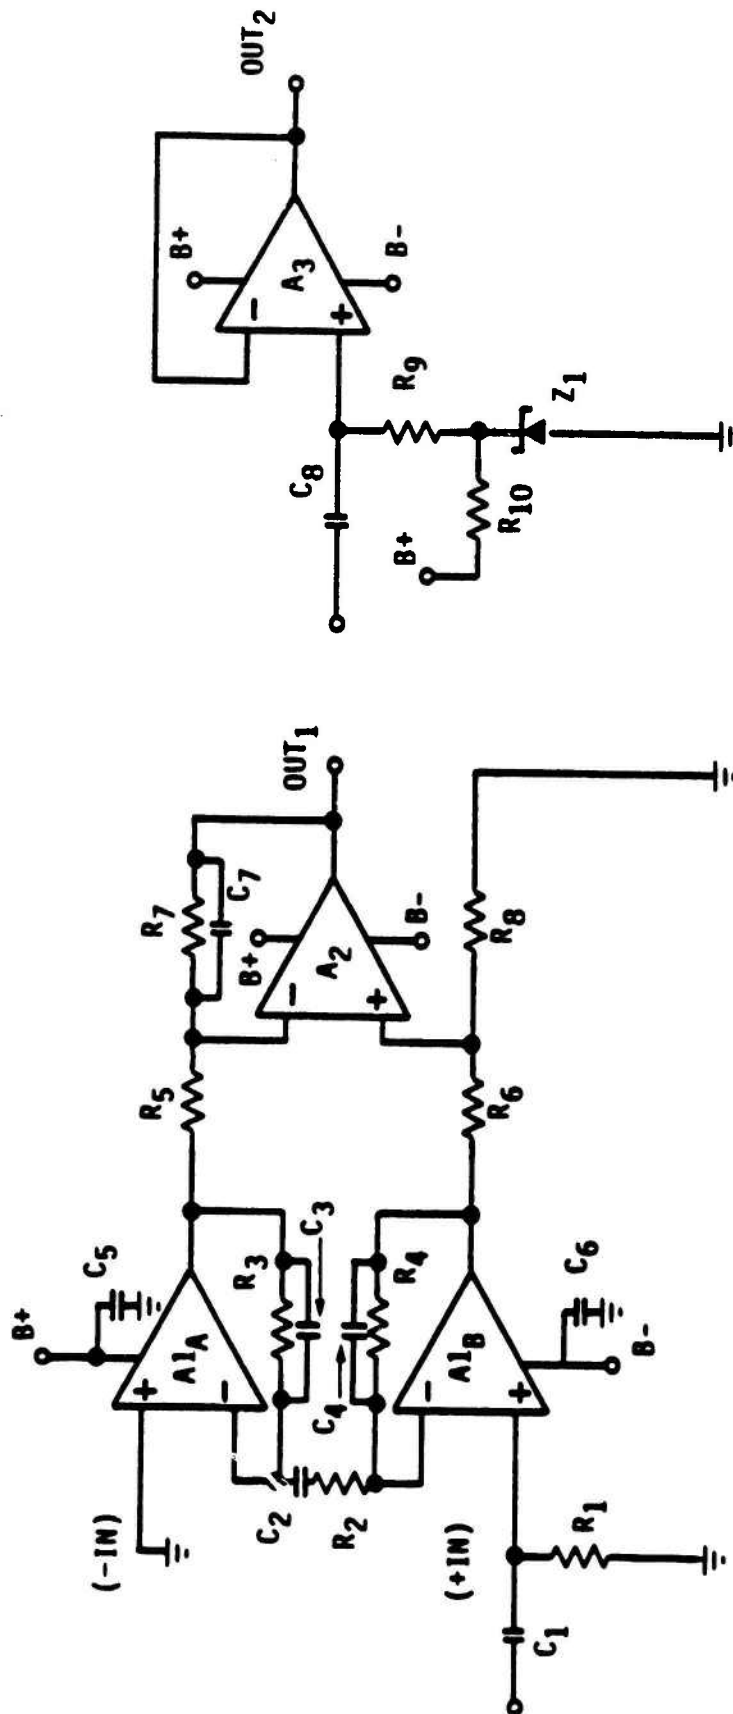 B+
C5
(-IN)
+
A1A
-
R5
R7
C7
B+
-
A2
+
B-
OUT1
R3
C3
C2
R2
C4
R4
-
A1B
+
C6
B-
R6
R8
(+IN)
C1
R1
OUT2
B+
-
A3
+
B-
C8
R9
B+
R10
Z1